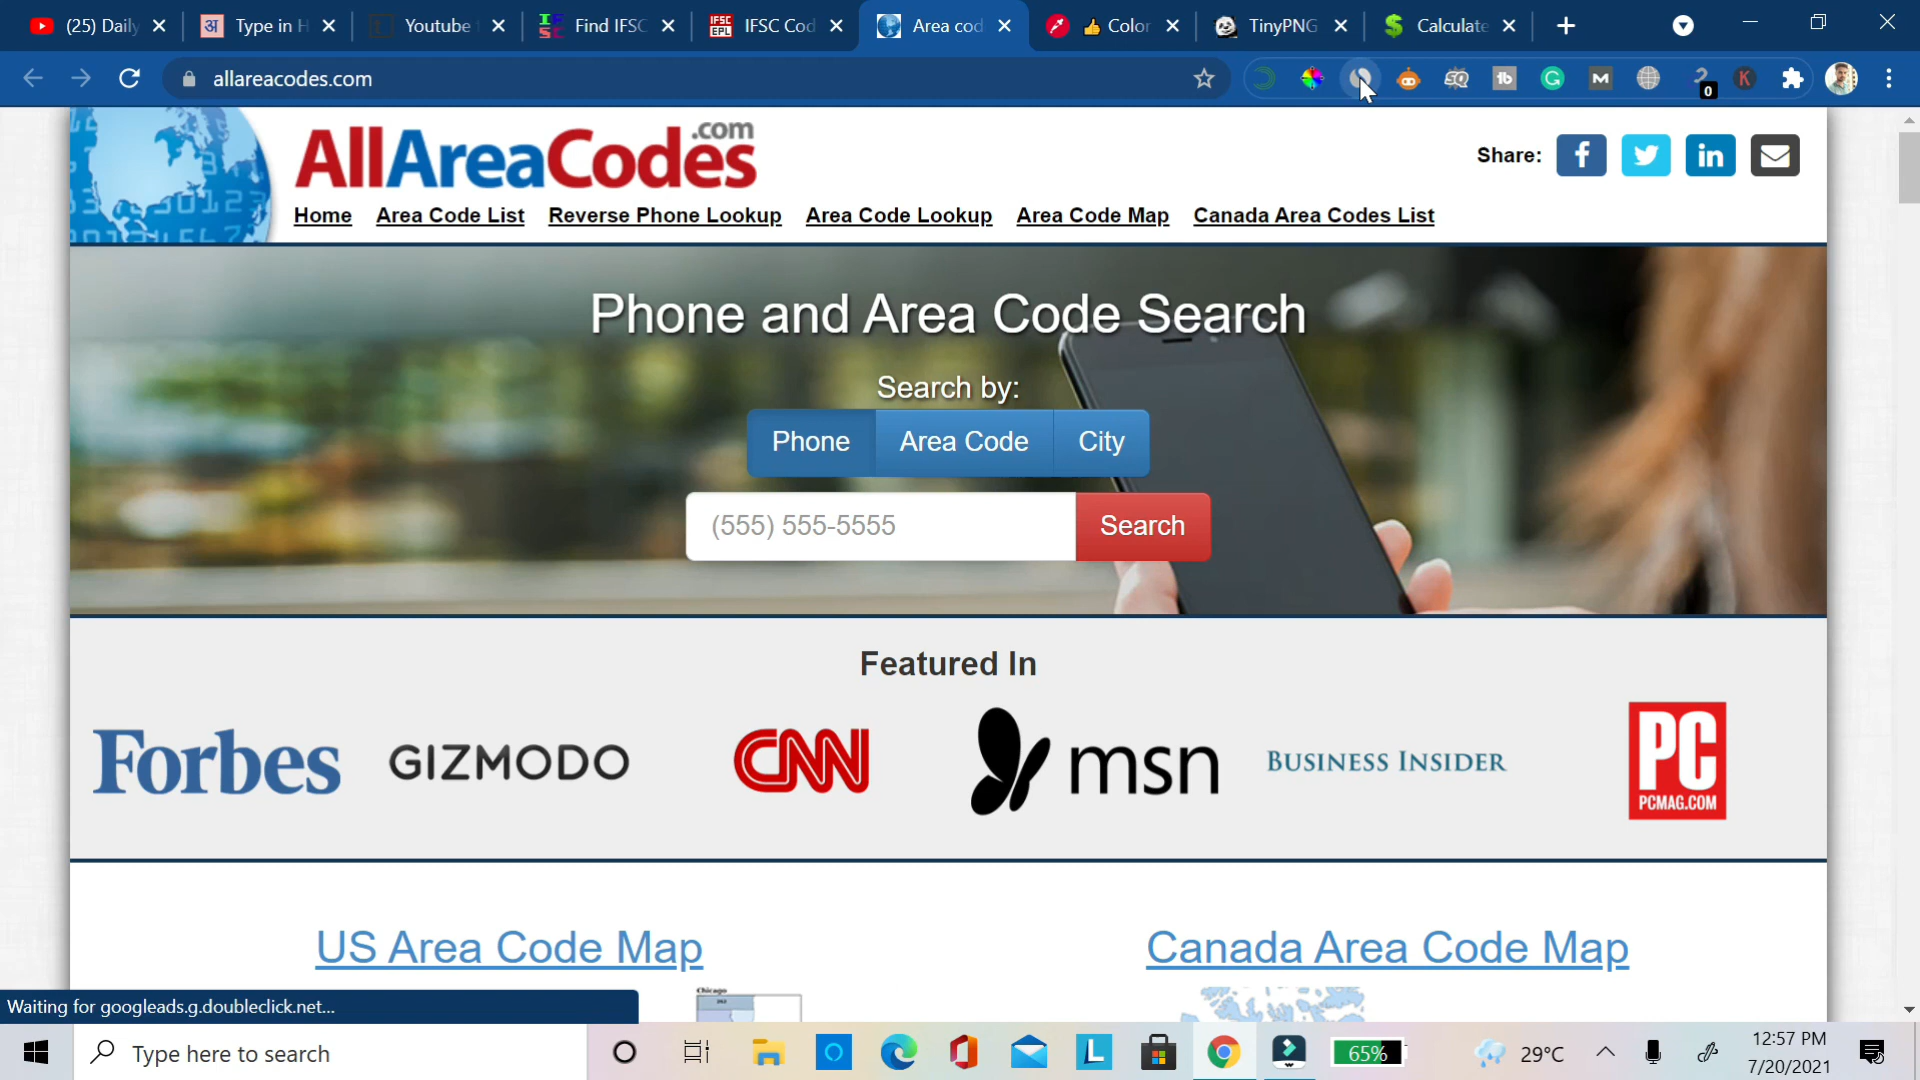 (25) Daily
Type in H
Youtube
Find IFSC
IFSC Cod
Area cod
Color
TinyPNG
Calculate
allareacodes.com
0
AllAreaCodes.com
Share:
Home
Area Code List
Reverse Phone Lookup
Area Code Lookup
Area Code Map
Canada Area Codes List
Phone and Area Code Search
Search by:
Phone
Area Code
City
(555) 555-5555
Search
Featured In
Forbes
GIZMODO
CNN
msn
BUSINESS INSIDER
PC
PCMAG.COM
US Area Code Map
Canada Area Code Map
Chicago
Waiting for googleads.g.doubleclick.net...
Type here to search
65%
29°C
12:57 PM
7/20/2021